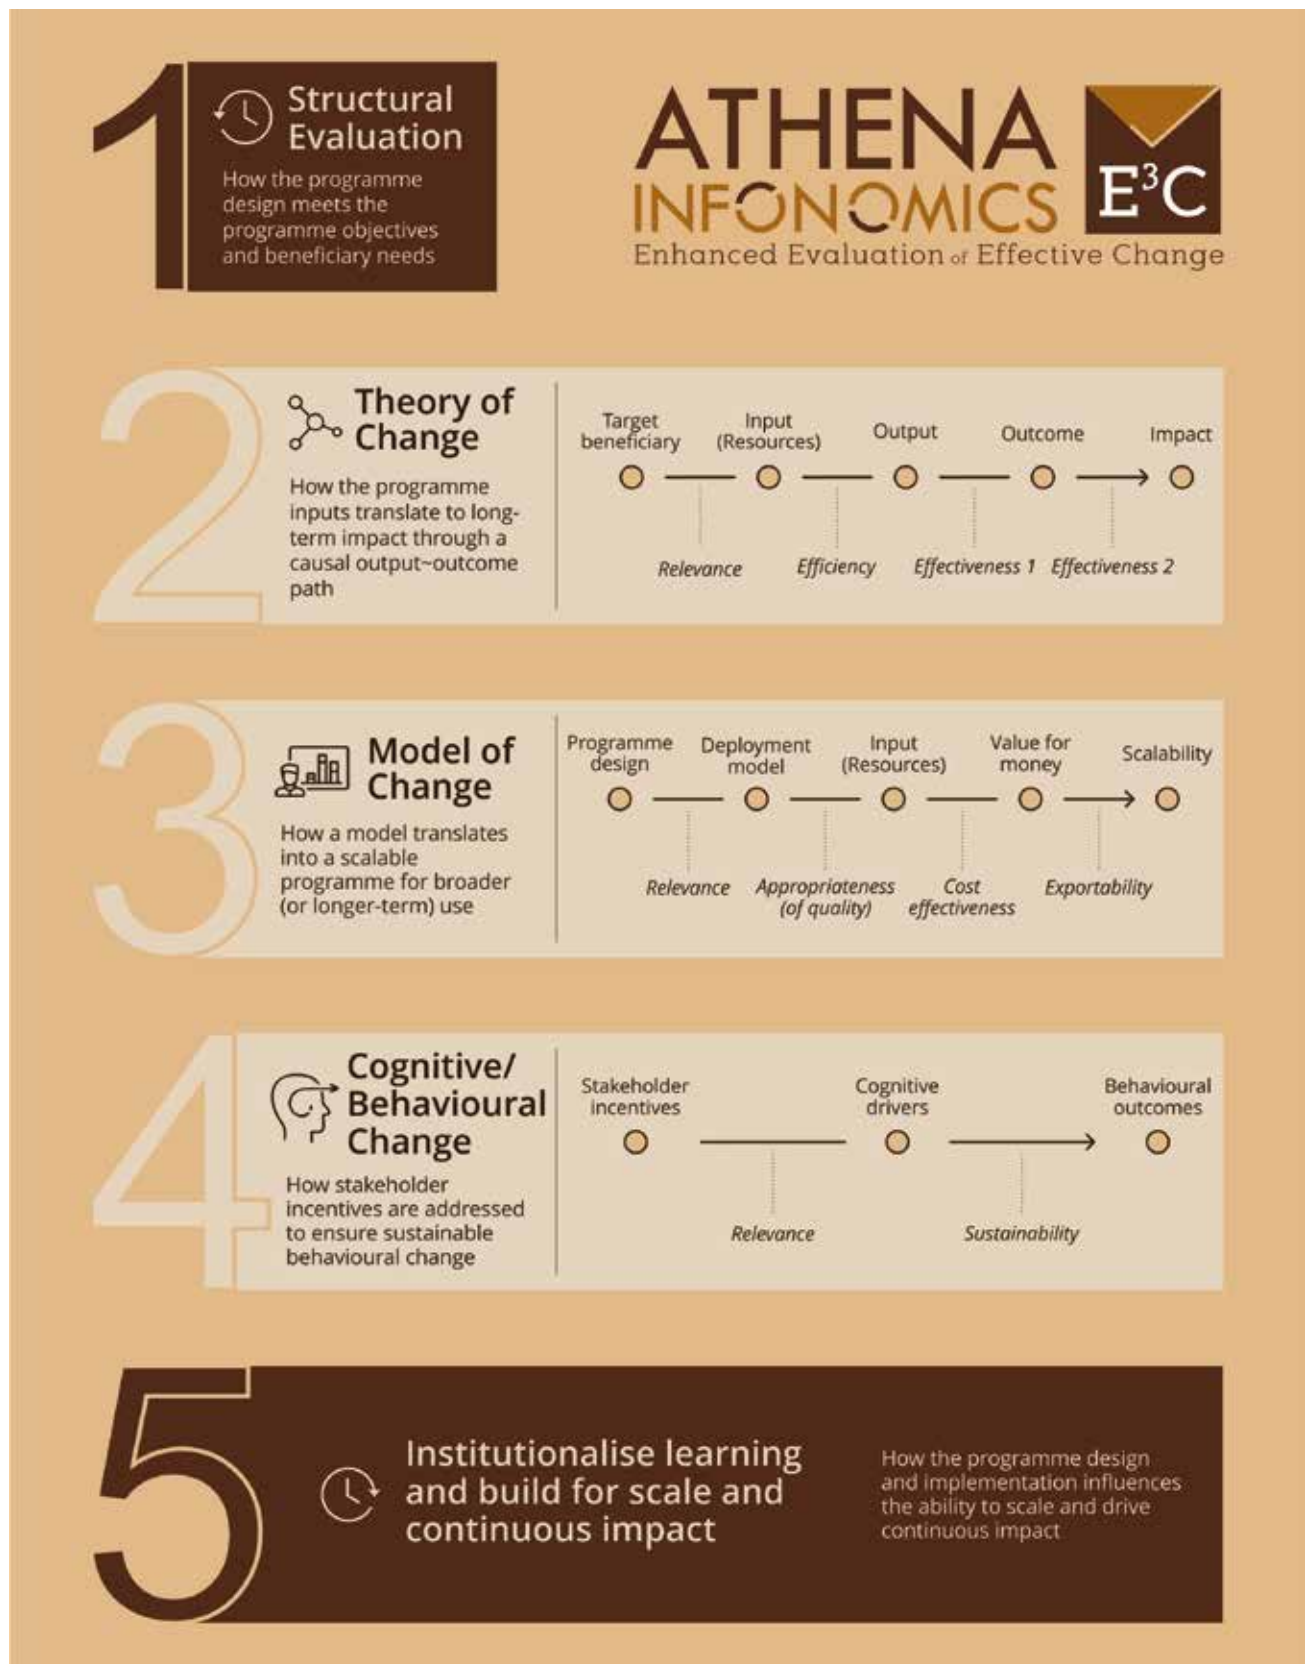 1
Structural
Evaluation
How the programme
design meets the
programme objectives
and beneficiary needs
ATHENA
INFONOMICS
E³C
Enhanced Evaluation of Effective Change
2
Theory of
Change
How the programme
inputs translate to long-
term impact through a
causal output~outcome
path
Target
beneficiary
Input
(Resources)
Output
Outcome
Impact
Relevance
Efficiency
Effectiveness 1
Effectiveness 2
3
Model of
Change
How a model translates
into a scalable
programme for broader
(or longer-term) use
Programme
design
Deployment
model
Input
(Resources)
Value for
money
Scalability
Relevance
Appropriateness
(of quality)
Cost
effectiveness
Exportability
4
Cognitive/
Behavioural
Change
How stakeholder
incentives are addressed
to ensure sustainable
behavioural change
Stakeholder
incentives
Cognitive
drivers
Behavioural
outcomes
Relevance
Sustainability
5
Institutionalise learning
and build for scale and
continuous impact
How the programme design
and implementation influences
the ability to scale and drive
continuous impact